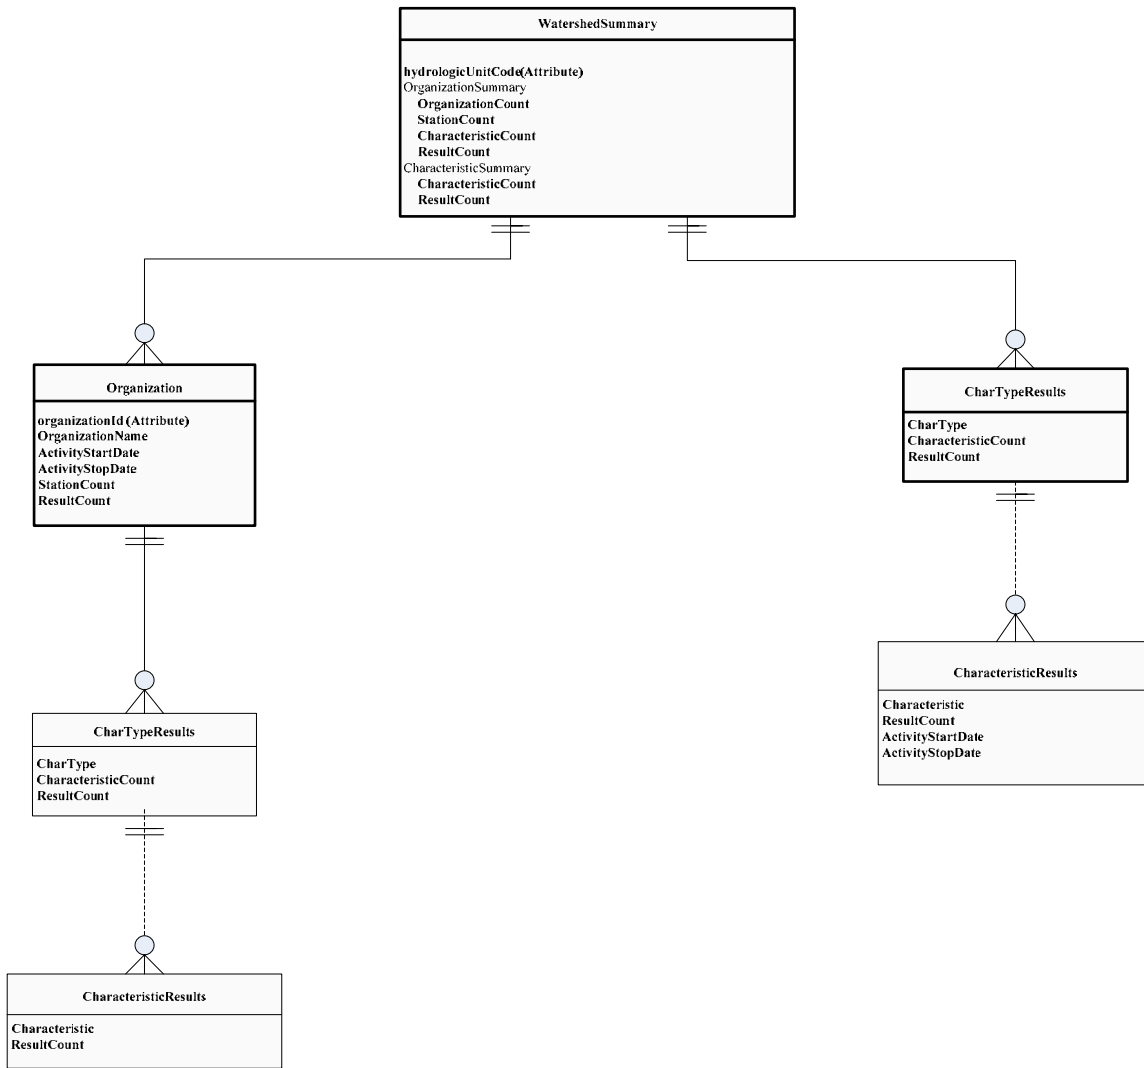 WatershedSummary
hydrologicUnitCode(Attribute)
OrganizationSummary
OrganizationCount
StationCount
CharacteristicCount
ResultCount
CharacteristicSummary
CharacteristicCount
ResultCount
Organization
organizationId (Attribute)
OrganizationName
ActivityStartDate
ActivityStopDate
StationCount
ResultCount
CharTypeResults
CharType
CharacteristicCount
ResultCount
CharacteristicResults
Characteristic
ResultCount
ActivityStartDate
ActivityStopDate
CharTypeResults
CharType
CharacteristicCount
ResultCount
CharacteristicResults
Characteristic
ResultCount